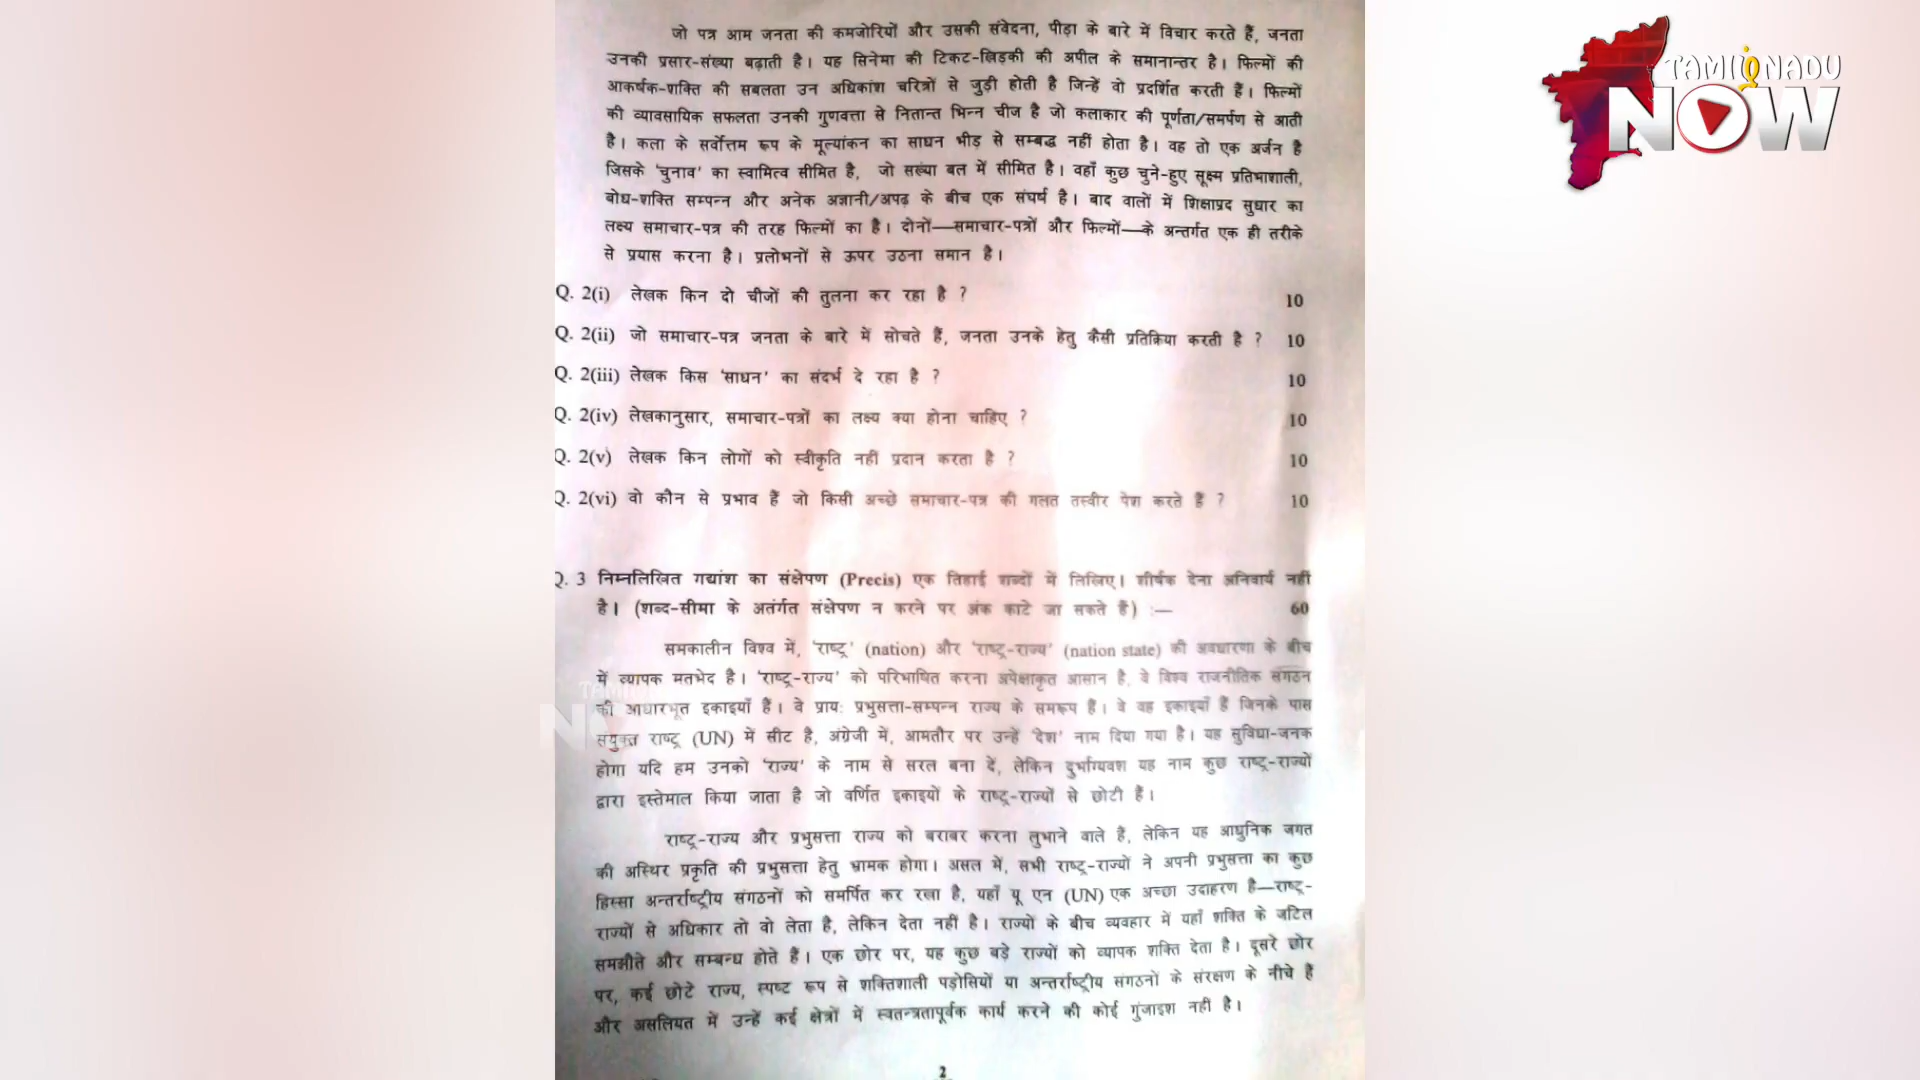 जो पत्र आम जनता की कमजोरियों और उसकी संवेदना, पीड़ा के बारे में विचार करते हैं, जनता
उनकी प्रसार-संख्या बढ़ाती है। यह सिनेमा की टिकट-खिड़की की अपील के समानान्तर है। फिल्मों की
आकर्षक-शक्ति की सबलता उन अधिकांश चरित्रों से जुड़ी होती है जिन्हें वो प्रदर्शित करती हैं। फिल्मों
की व्यावसायिक सफलता उनकी गुणवत्ता से नितान्त भिन्न चीज है जो कलाकार की पूर्णता/समर्पण से आती
है। कला के सर्वोत्तम रूप के मूल्यांकन का साधन भीड़ से सम्बद्ध नहीं होता है। वह तो एक अर्जन है
जिसके 'चुनाव' का स्वामित्व सीमित है, जो सख्या बल में सीमित है। वहाँ कुछ चुने-हुए सूक्ष्म प्रतिभाशाली,
बोध-शक्ति सम्पन्न और अनेक अज्ञानी/अपढ़ के बीच एक संघर्ष है। बाद वालों में शिक्षाप्रद सुधार का
लक्ष्य समाचार-पत्र की तरह फिल्मों का है। दोनों—समाचार-पत्रों और फिल्मों—के अन्तर्गत एक ही तरीके
से प्रयास करना है। प्रलोभनों से ऊपर उठना समान है।
Q. 2(i) लेखक किन दो चीजों की तुलना कर रहा है ? 10
Q. 2(ii) जो समाचार-पत्र जनता के बारे में सोचते हैं, जनता उनके हेतु कैसी प्रतिक्रिया करती है ? 10
Q. 2(iii) लेखक किस 'साधन' का संदर्भ दे रहा है ? 10
Q. 2(iv) लेखकानुसार, समाचार-पत्रों का लक्ष्य क्या होना चाहिए ? 10
Q. 2(v) लेखक किन लोगों को स्वीकृति नहीं प्रदान करता है ? 10
Q. 2(vi) वो कौन से प्रभाव हैं जो किसी अच्छे समाचार-पत्र की गलत तस्वीर पेश करते हैं ? 10
Q. 3 निम्नलिखित गद्यांश का संक्षेपण (Precis) एक तिहाई शब्दों में लिखिए। शीर्षक देना अनिवार्य नहीं
है। (शब्द-सीमा के अतंर्गत संक्षेपण न करने पर अंक काटे जा सकते हैं) :— 60
समकालीन विश्व में, 'राष्ट्र' (nation) और 'राष्ट्र-राज्य' (nation state) की अवधारणा के बीच
में व्यापक मतभेद है। 'राष्ट्र-राज्य' को परिभाषित करना अपेक्षाकृत आसान है, वे विश्व राजनीतिक संगठन
की आधारभूत इकाइयाँ हैं। वे प्रायः प्रभुसत्ता-सम्पन्न राज्य के समरूप हैं। वे वह इकाइयाँ हैं जिनके पास
संयुक्त राष्ट्र (UN) में सीट है, अंग्रेजी में, आमतौर पर उन्हें 'देश' नाम दिया गया है। यह सुविधा-जनक
होगा यदि हम उनको 'राज्य' के नाम से सरल बना दें, लेकिन दुर्भाग्यवश यह नाम कुछ राष्ट्र-राज्यों
द्वारा इस्तेमाल किया जाता है जो वर्णित इकाइयों के राष्ट्र-राज्यों से छोटी हैं।
राष्ट्र-राज्य और प्रभुसत्ता राज्य को बराबर करना लुभाने वाले हैं, लेकिन यह आधुनिक जगत
की अस्थिर प्रकृति की प्रभुसत्ता हेतु भ्रामक होगा। असल में, सभी राष्ट्र-राज्यों ने अपनी प्रभुसत्ता का कुछ
हिस्सा अन्तर्राष्ट्रीय संगठनों को समर्पित कर रखा है, यहाँ यू एन (UN) एक अच्छा उदाहरण है—राष्ट्र-
राज्यों से अधिकार तो वो लेता है, लेकिन देता नहीं है। राज्यों के बीच व्यवहार में यहाँ शक्ति के जटिल
समझौते और सम्बन्ध होते हैं। एक छोर पर, यह कुछ बड़े राज्यों को व्यापक शक्ति देता है। दूसरे छोर
पर, कई छोटे राज्य, स्पष्ट रूप से शक्तिशाली पड़ोसियों या अन्तर्राष्ट्रीय संगठनों के संरक्षण के नीचे हैं
और असलियत में उन्हें कई क्षेत्रों में स्वतन्त्रतापूर्वक कार्य करने की कोई गुंजाइश नहीं है।
2
TAMILNADU
NOW